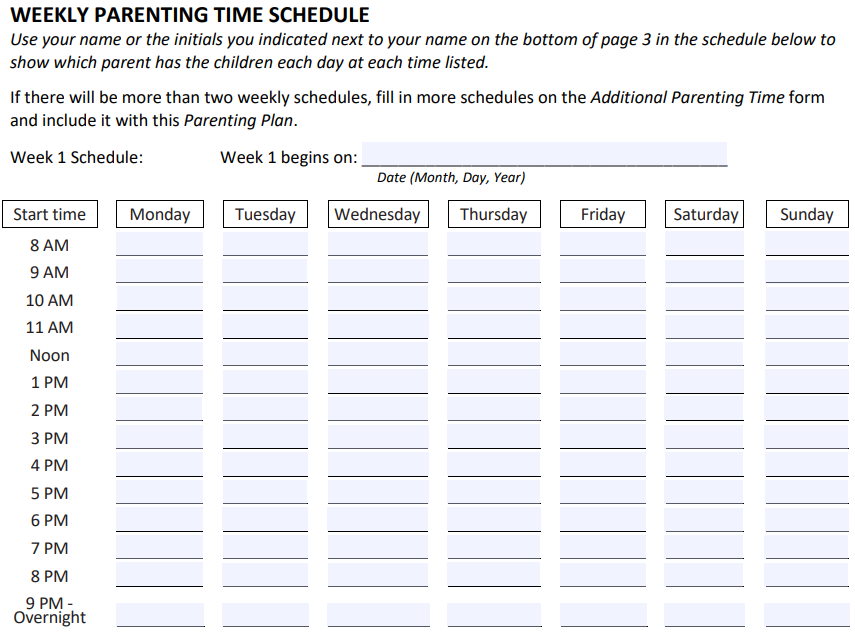 WEEKLY PARENTING TIME SCHEDULE
Use your name or the initials you indicated next to your name on the bottom of page 3 in the schedule below to
show which parent has the children each day at each time listed.
If there will be more than two weekly schedules, fill in more schedules on the Additional Parenting Time form
and include it with this Parenting Plan.
Week 1 Schedule: Week 1 begins on:
Date (Month, Day, Year)
Start time Monday Tuesday Wednesday Thursday Friday Saturday Sunday
8 AM
9 AM
10 AM
11 AM
Noon
1 PM
2 PM
3 PM
4 PM
5 PM
6 PM
7 PM
8 PM
9 PM -
Overnight